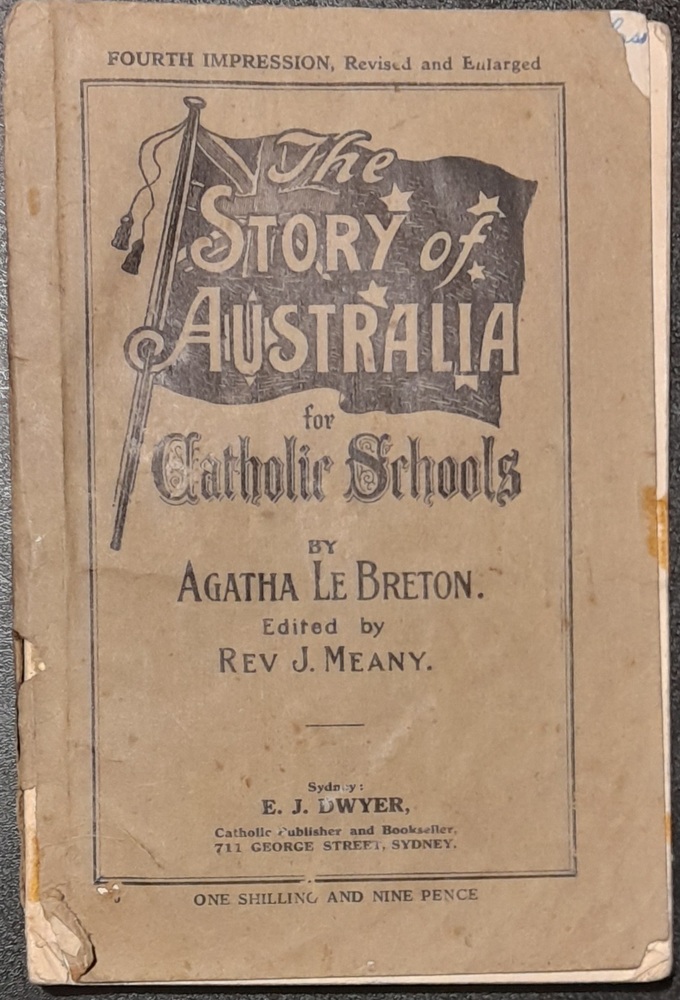 FOURTH IMPRESSION, Revised and Enlarged
The
STORY of
AUSTRALIA
for
Catholic Schools
BY
AGATHA LE BRETON.
Edited by
REV J. MEANY.
Sydney:
E. J. DWYER,
Catholic Publisher and Bookseller,
711 GEORGE STREET, SYDNEY.
ONE SHILLING AND NINE PENCE